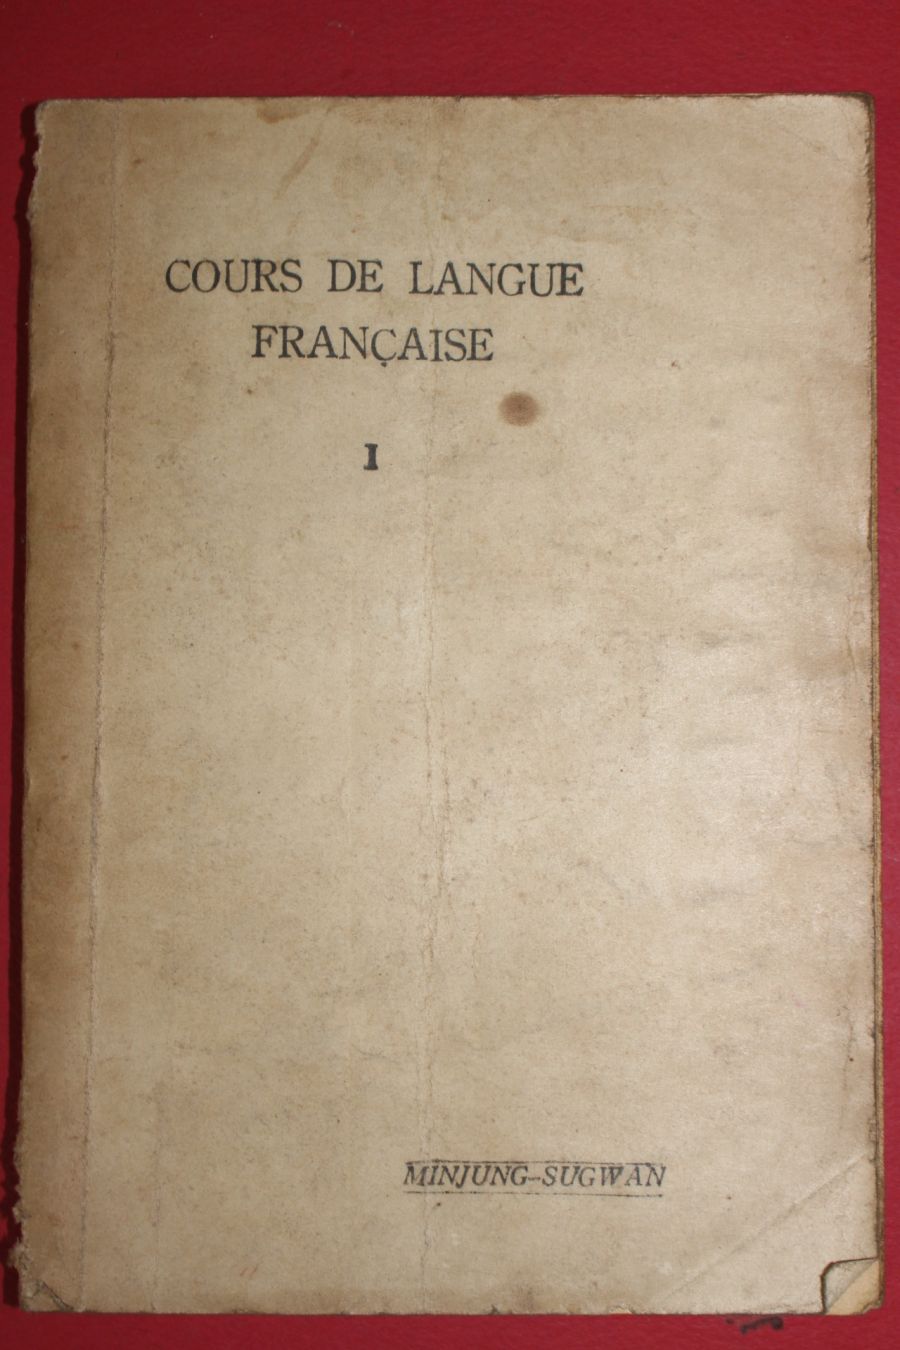 COURS DE LANGUE
FRANÇAISE
I
MINJUNG-SUGWAN